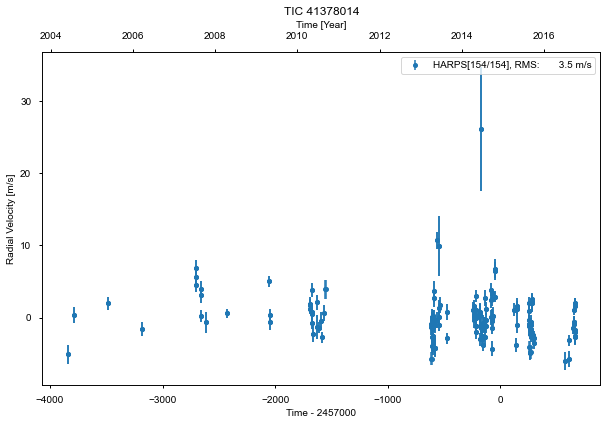 TIC 41378014
Time [Year]
2004 2006 2008 2010 2012 2014 2016
HARPS[154/154], RMS: 3.5 m/s
Radial Velocity [m/s]
30
20
10
0
−4000 −3000 −2000 −1000 0
Time - 2457000